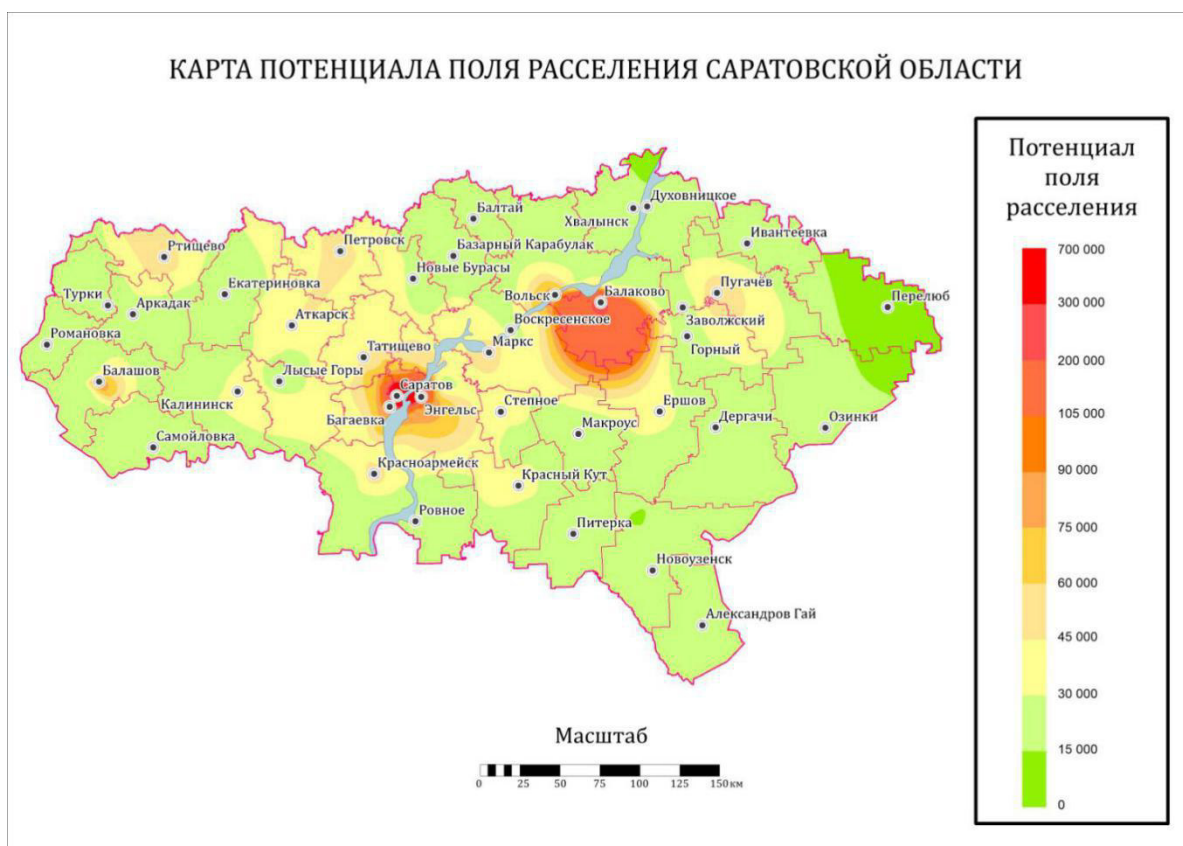 КАРТА ПОТЕНЦИАЛА ПОЛЯ РАССЕЛЕНИЯ САРАТОВСКОЙ ОБЛАСТИ
Потенциал
поля
расселения
700 000
300 000
200 000
105 000
90 000
75 000
60 000
45 000
30 000
15 000
0
Духовницкое
Хвалынск
Балтай
Ивантеевка
Ртищево
Петровск
Базарный Карабулак
Новые Бурасы
Екатериновка
Турки
Аркадак
Вольск
Балаково
Пугачёв
Перелюб
Аткарск
Воскресенское
Заволжский
Романовка
Горный
Татищево
Маркс
Балашов
Лысые Горы
Саратов
Калининск
Степное
Ершов
Энгельс
Багаевка
Макроус
Дергачи
Озинки
Самойловка
Красноармейск
Красный Кут
Ровное
Питерка
Новоузенск
Александров Гай
Масштаб
0 25 50 75 100 125 150 км